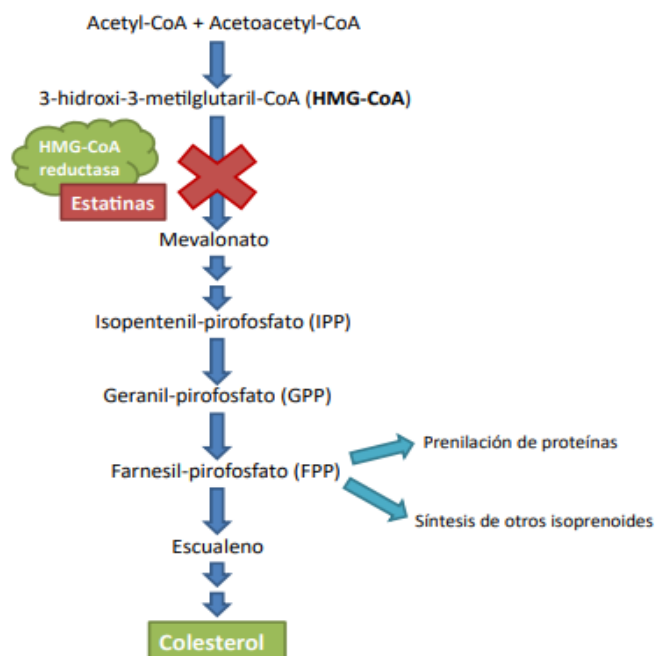 Acetyl-CoA + Acetoacetyl-CoA
3-hidroxi-3-metilglutaril-CoA (HMG-CoA)
HMG-CoA
reductasa
Estatinas
Mevalonato
Isopentenil-pirofosfato (IPP)
Geranil-pirofosfato (GPP)
Prenilación de proteínas
Farnesil-pirofosfato (FPP)
Síntesis de otros isoprenoides
Escualeno
Colesterol